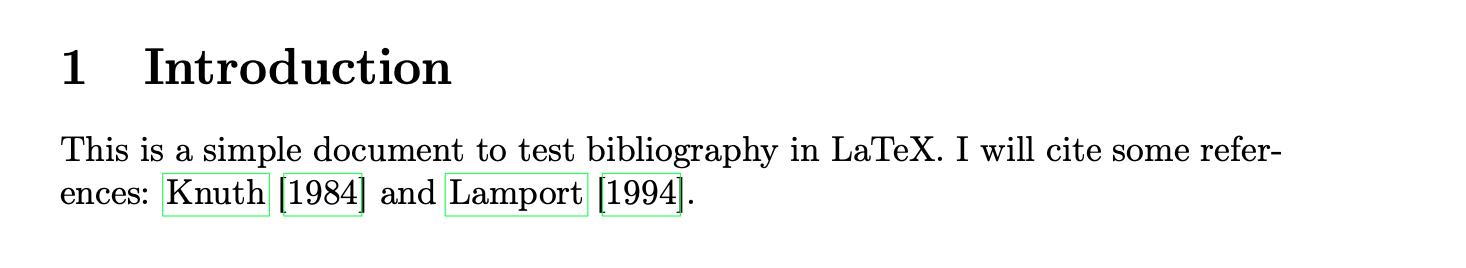 1 Introduction
This is a simple document to test bibliography in LaTeX. I will cite some refer-
ences: Knuth [1984] and Lamport [1994].